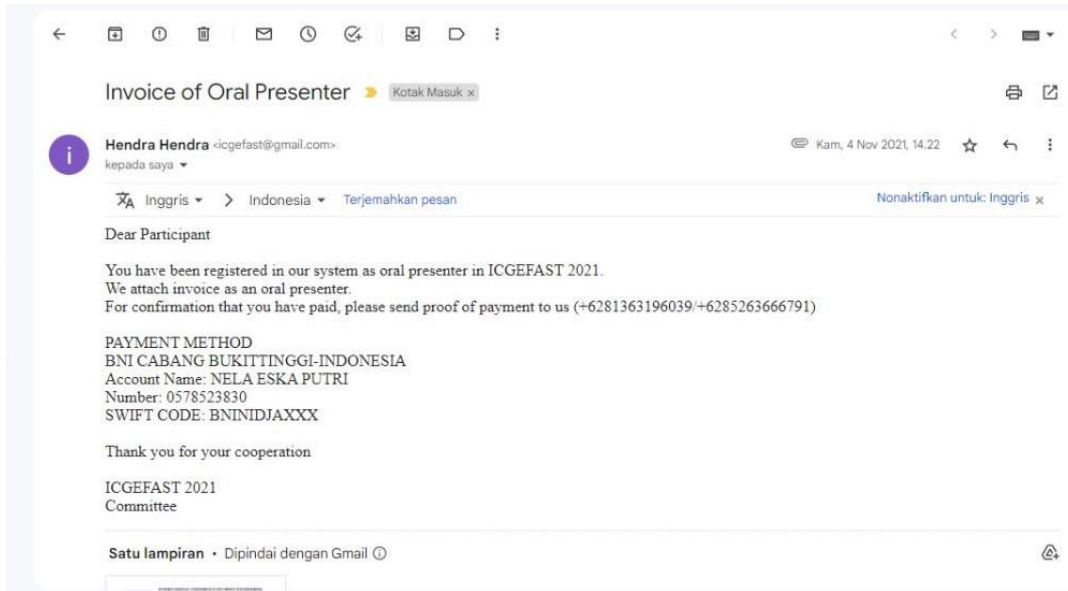 Invoice of Oral Presenter Kotak Masuk ×
Hendra Hendra <icgefast@gmail.com> Kam, 4 Nov 2021, 14.22
i
kepada saya
Inggris > Indonesia Terjemahkan pesan Nonaktifkan untuk: Inggris ×
Dear Participant
You have been registered in our system as oral presenter in ICGEFAST 2021.
We attach invoice as an oral presenter.
For confirmation that you have paid, please send proof of payment to us (+6281363196039/+6285263666791)
PAYMENT METHOD
BNI CABANG BUKITTINGGI-INDONESIA
Account Name: NELA ESKA PUTRI
Number: 0578523830
SWIFT CODE: BNINIDJAXXX
Thank you for your cooperation
ICGEFAST 2021
Committee
Satu lampiran • Dipindai dengan Gmail